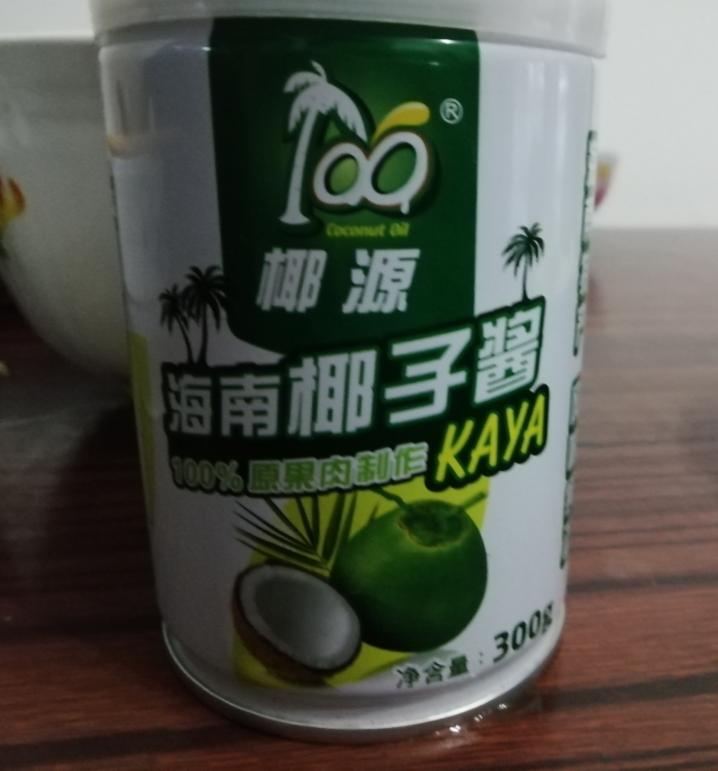 100
®
Coconut Oil
椰源
海南椰子酱
100%原果肉制作 KAYA
净含量：300g